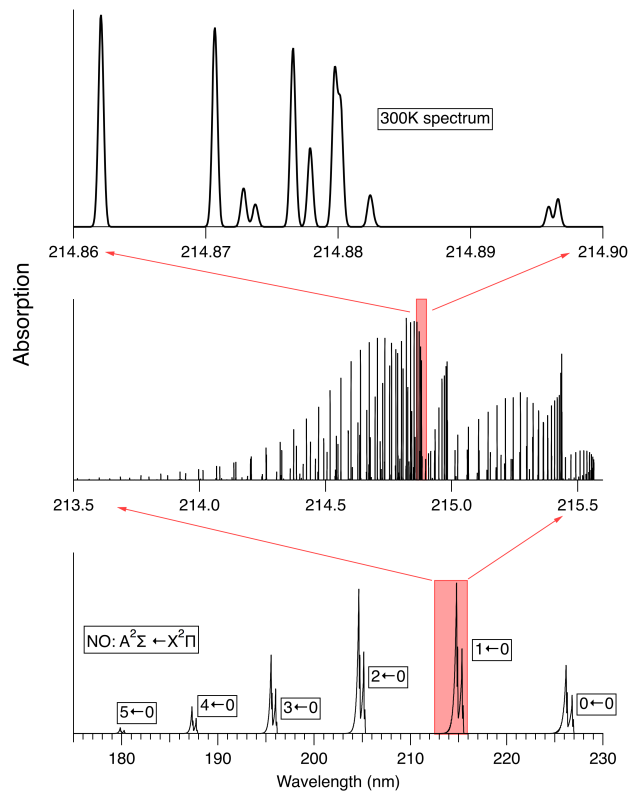 300K spectrum
214.86 214.87 214.88 214.89 214.90
Absorption
213.5 214.0 214.5 215.0 215.5
NO: A²Σ ←X²Π
5←0
4←0
3←0
2←0
1←0
0←0
180 190 200 210 220 230
Wavelength (nm)